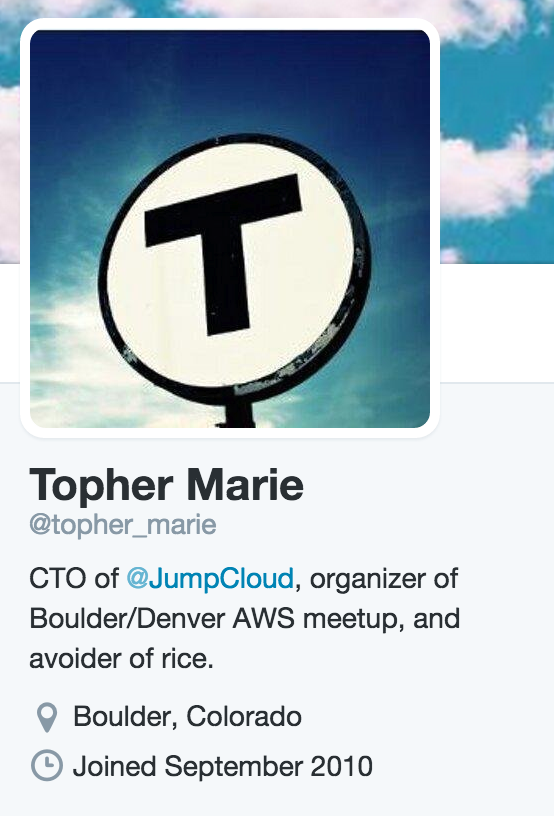 T
Topher Marie
@topher_marie
CTO of @JumpCloud, organizer of
Boulder/Denver AWS meetup, and
avoider of rice.
Boulder, Colorado
Joined September 2010